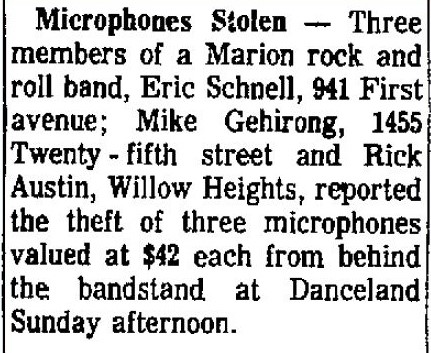 Microphones Stolen — Three
members of a Marion rock and
roll band, Eric Schnell, 941 First
avenue; Mike Gehirong, 1455
Twenty-fifth street and Rick
Austin, Willow Heights, reported
the theft of three microphones
valued at $42 each from behind
the bandstand at Danceland
Sunday afternoon.